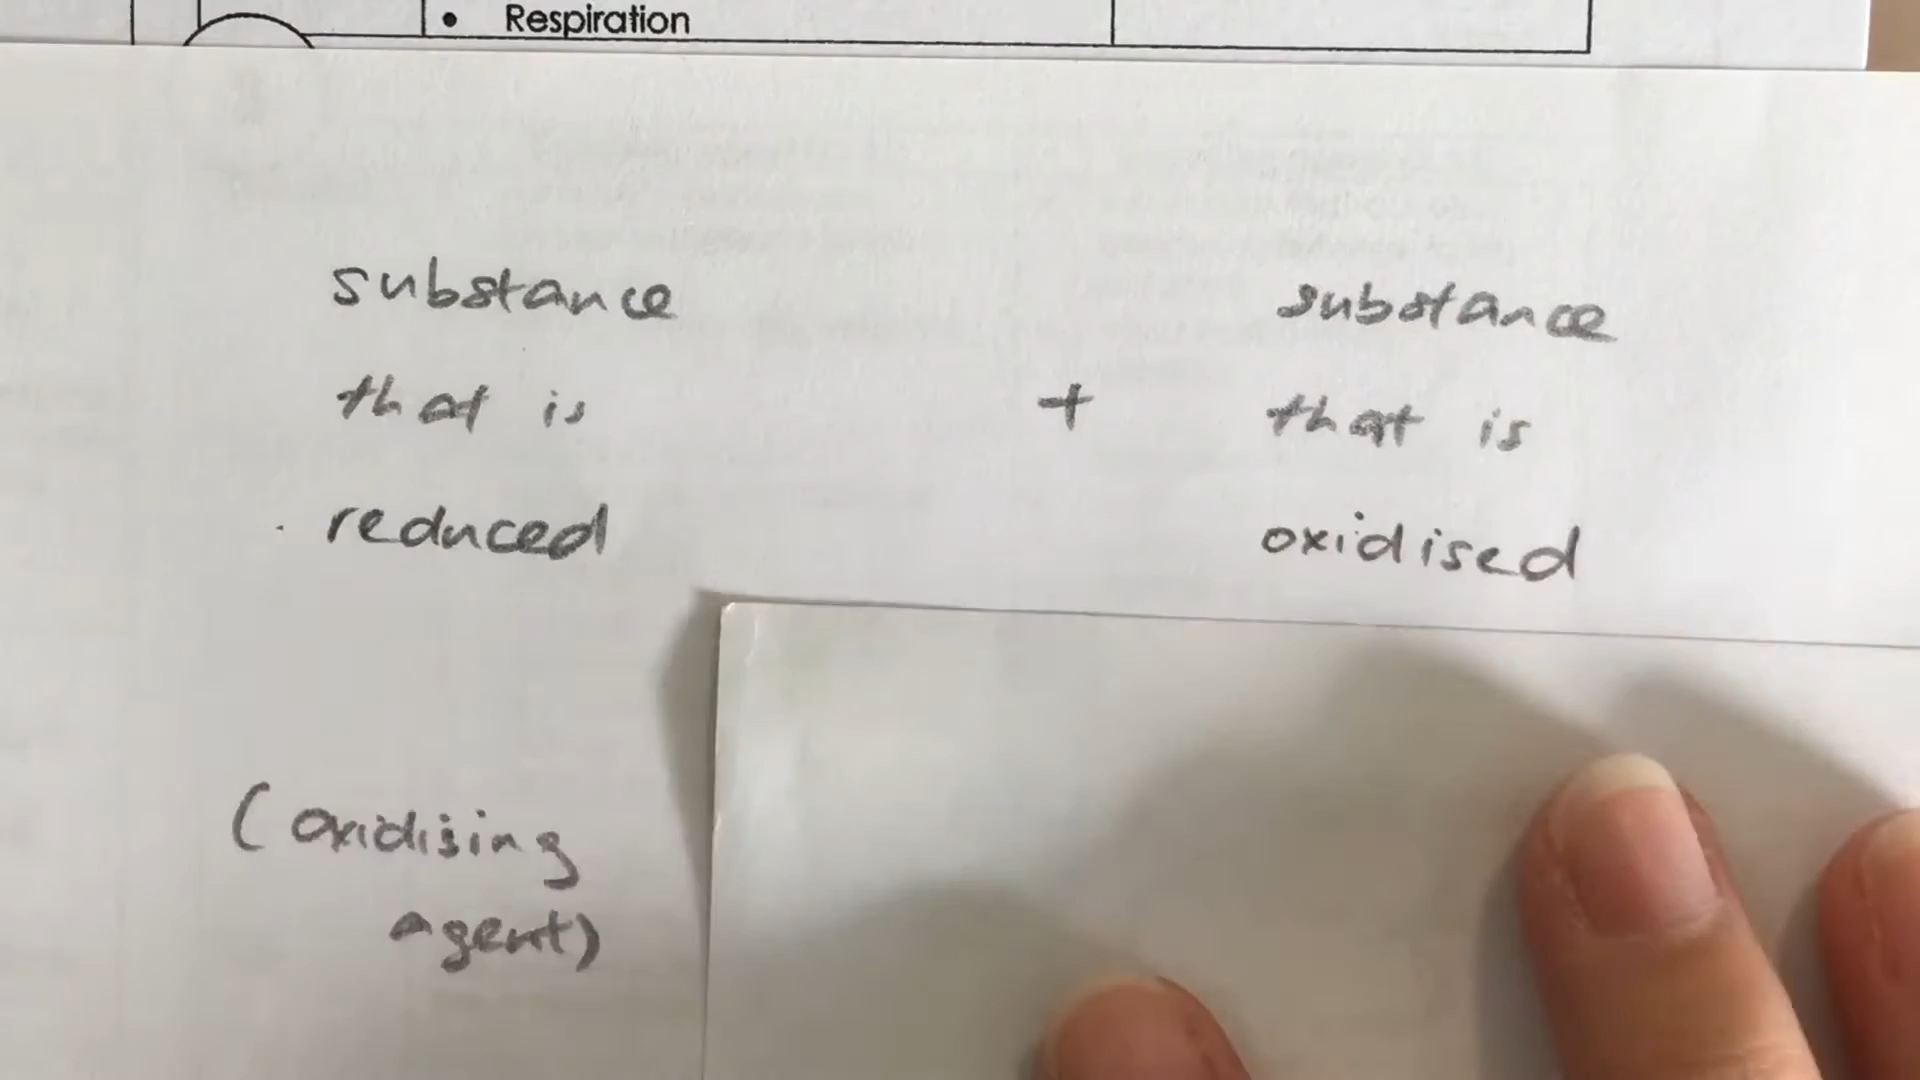 • Respiration
substance
that is
reduced
+
substance
that is
oxidised
(oxidising
agent)